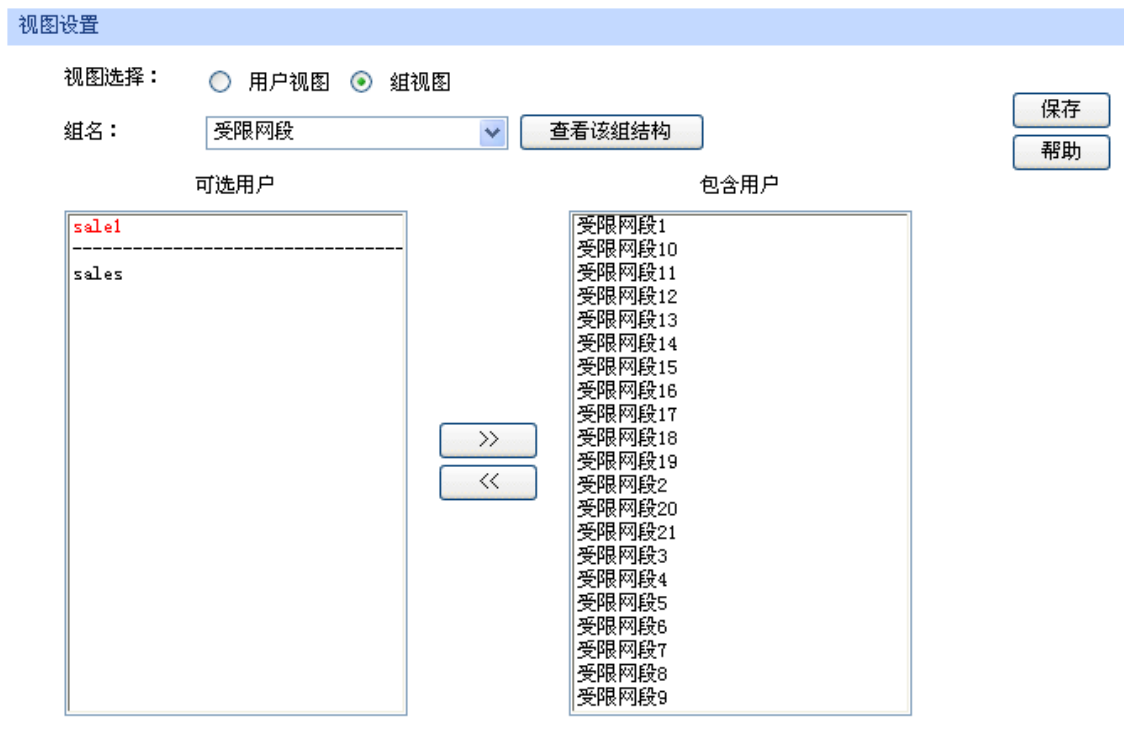 视图设置
视图选择：
用户视图
组视图
保存
组名：
受限网段
查看该组结构
帮助
可选用户
包含用户
sale1
---------------------------------
sales
>>
<<
受限网段1
受限网段10
受限网段11
受限网段12
受限网段13
受限网段14
受限网段15
受限网段16
受限网段17
受限网段18
受限网段19
受限网段2
受限网段20
受限网段21
受限网段3
受限网段4
受限网段5
受限网段6
受限网段7
受限网段8
受限网段9